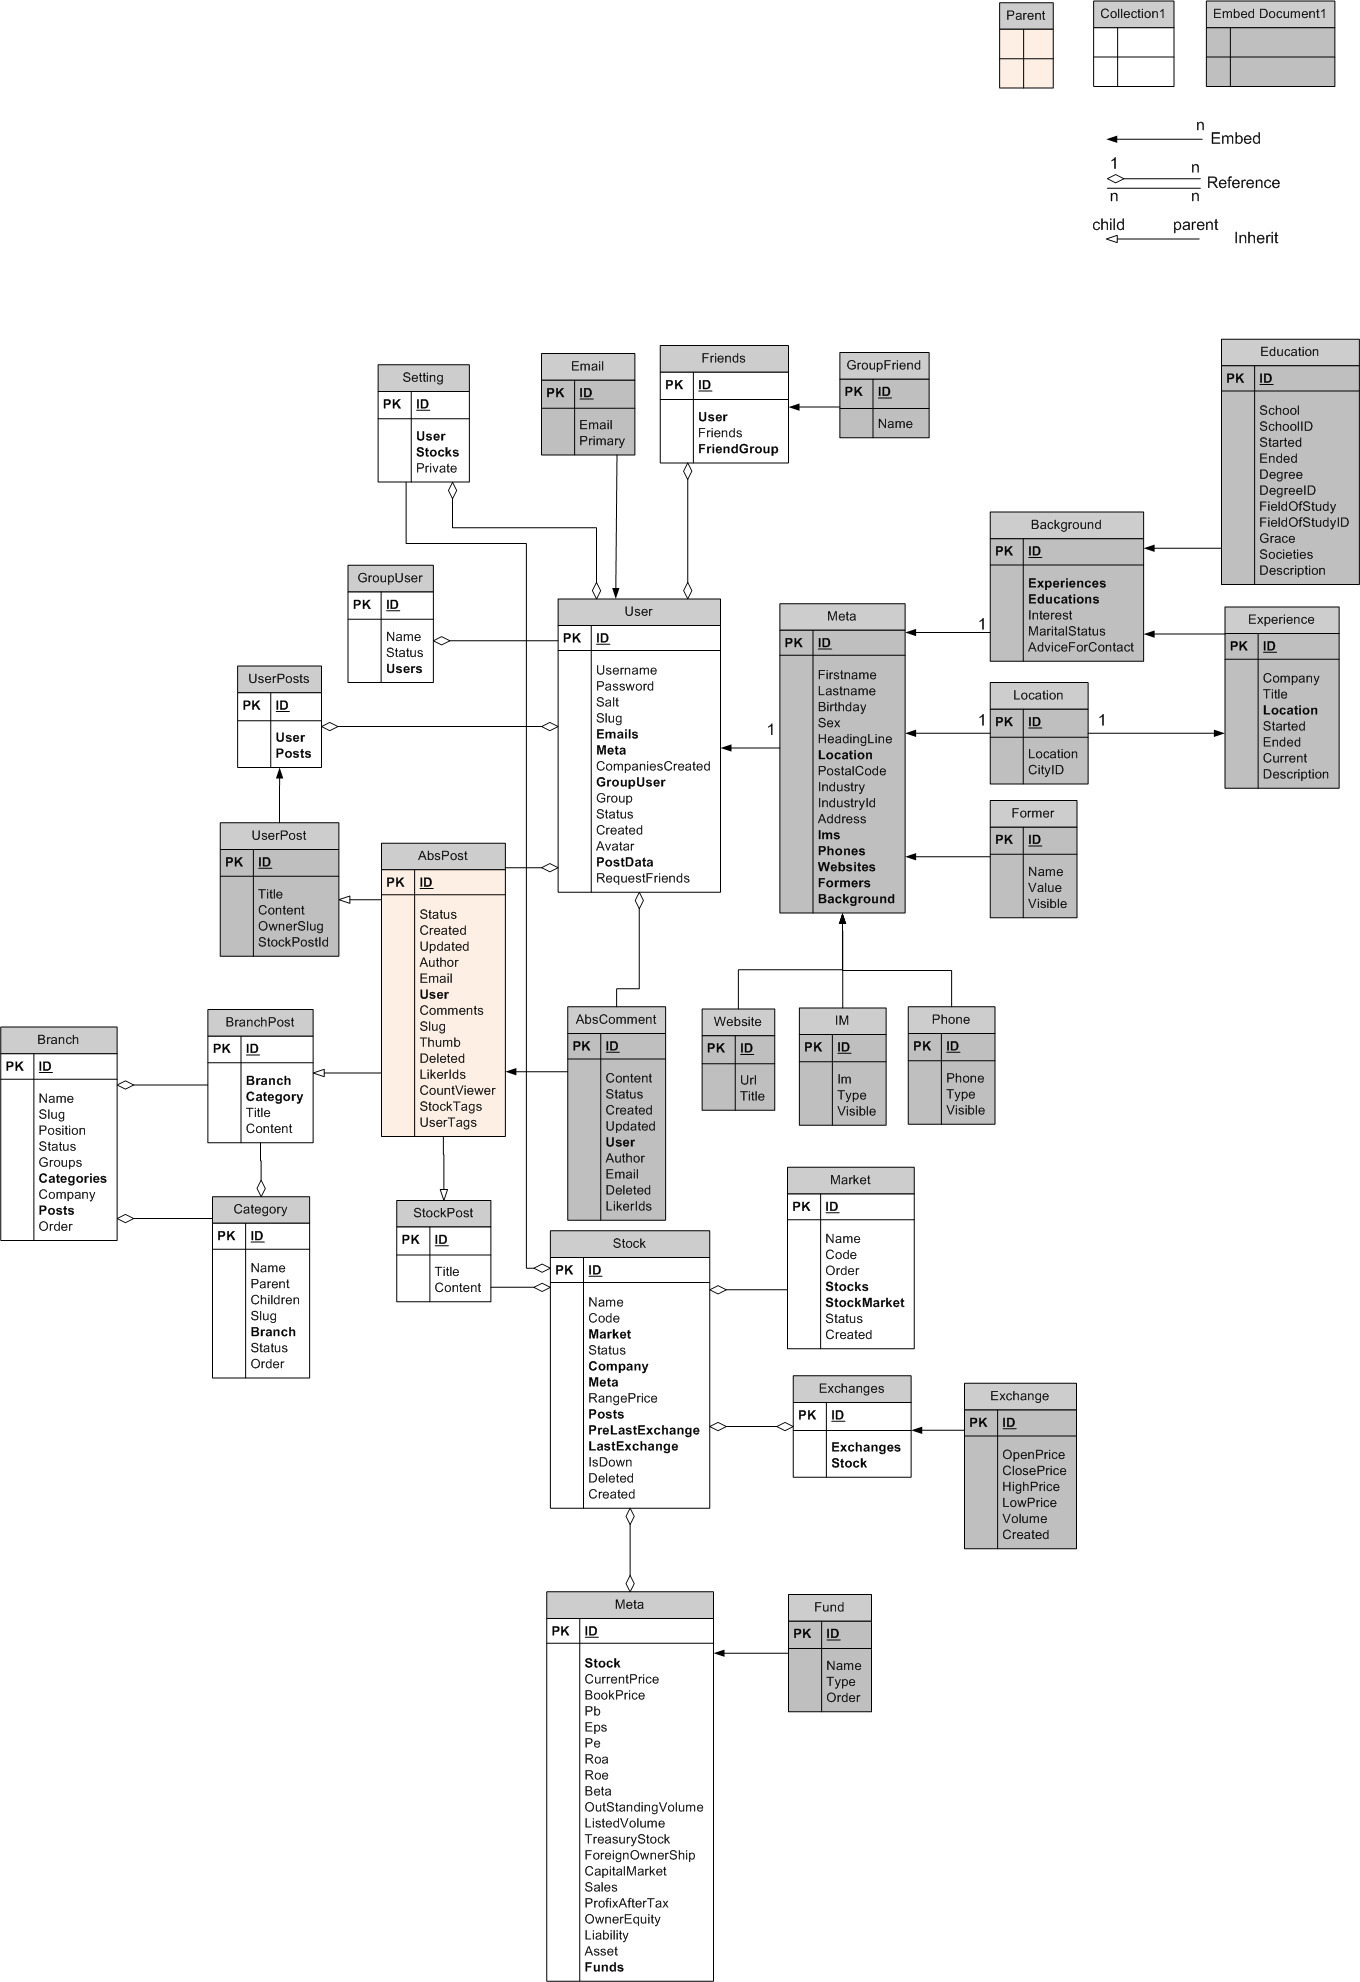 Parent
Collection1
Embed Document1
n
Embed
1
n
Reference
n
n
child
parent
Inherit
Setting
PK
ID
User
Stocks
Private
Email
PK
ID
Email
Primary
Friends
PK
ID
User
Friends
FriendGroup
GroupFriend
PK
ID
Name
Education
PK
ID
School
SchoolID
Started
Ended
Degree
DegreeID
FieldOfStudy
FieldOfStudyID
Grace
Societies
Description
Background
PK
ID
Experiences
Educations
Interest
MaritalStatus
AdviceForContact
GroupUser
PK
ID
Name
Status
Users
User
PK
ID
Username
Password
Salt
Slug
Emails
Meta
CompaniesCreated
GroupUser
Group
Status
Created
Avatar
PostData
RequestFriends
1
Meta
PK
ID
Firstname
Lastname
Birthday
Sex
HeadingLine
Location
PostalCode
Industry
IndustryId
Address
Ims
Phones
Websites
Formers
Background
1
Experience
PK
ID
Company
Title
Location
Started
Ended
Current
Description
1
Location
PK
ID
Location
CityID
1
Former
PK
ID
Name
Value
Visible
UserPosts
PK
ID
User
Posts
UserPost
PK
ID
Title
Content
OwnerSlug
StockPostId
AbsPost
PK
ID
Status
Created
Updated
Author
Email
User
Comments
Slug
Thumb
Deleted
LikerIds
CountViewer
StockTags
UserTags
Branch
PK
ID
Name
Slug
Position
Status
Groups
Categories
Company
Posts
Order
BranchPost
PK
ID
Branch
Category
Title
Content
AbsComment
PK
ID
Content
Status
Created
Updated
User
Author
Email
Deleted
LikerIds
Website
PK
ID
Url
Title
IM
PK
ID
Im
Type
Visible
Phone
PK
ID
Phone
Type
Visible
Category
PK
ID
Name
Parent
Children
Slug
Branch
Status
Order
StockPost
PK
ID
Title
Content
Stock
PK
ID
Name
Code
Market
Status
Company
Meta
RangePrice
Posts
PreLastExchange
LastExchange
IsDown
Deleted
Created
Market
PK
ID
Name
Code
Order
Stocks
StockMarket
Status
Created
Exchanges
PK
ID
Exchanges
Stock
Exchange
PK
ID
OpenPrice
ClosePrice
HighPrice
LowPrice
Volume
Created
Meta
PK
ID
Stock
CurrentPrice
BookPrice
Pb
Eps
Pe
Roa
Roe
Beta
OutStandingVolume
ListedVolume
TreasuryStock
ForeignOwnerShip
CapitalMarket
Sales
ProfixAfterTax
OwnerEquity
Liability
Asset
Funds
Fund
PK
ID
Name
Type
Order